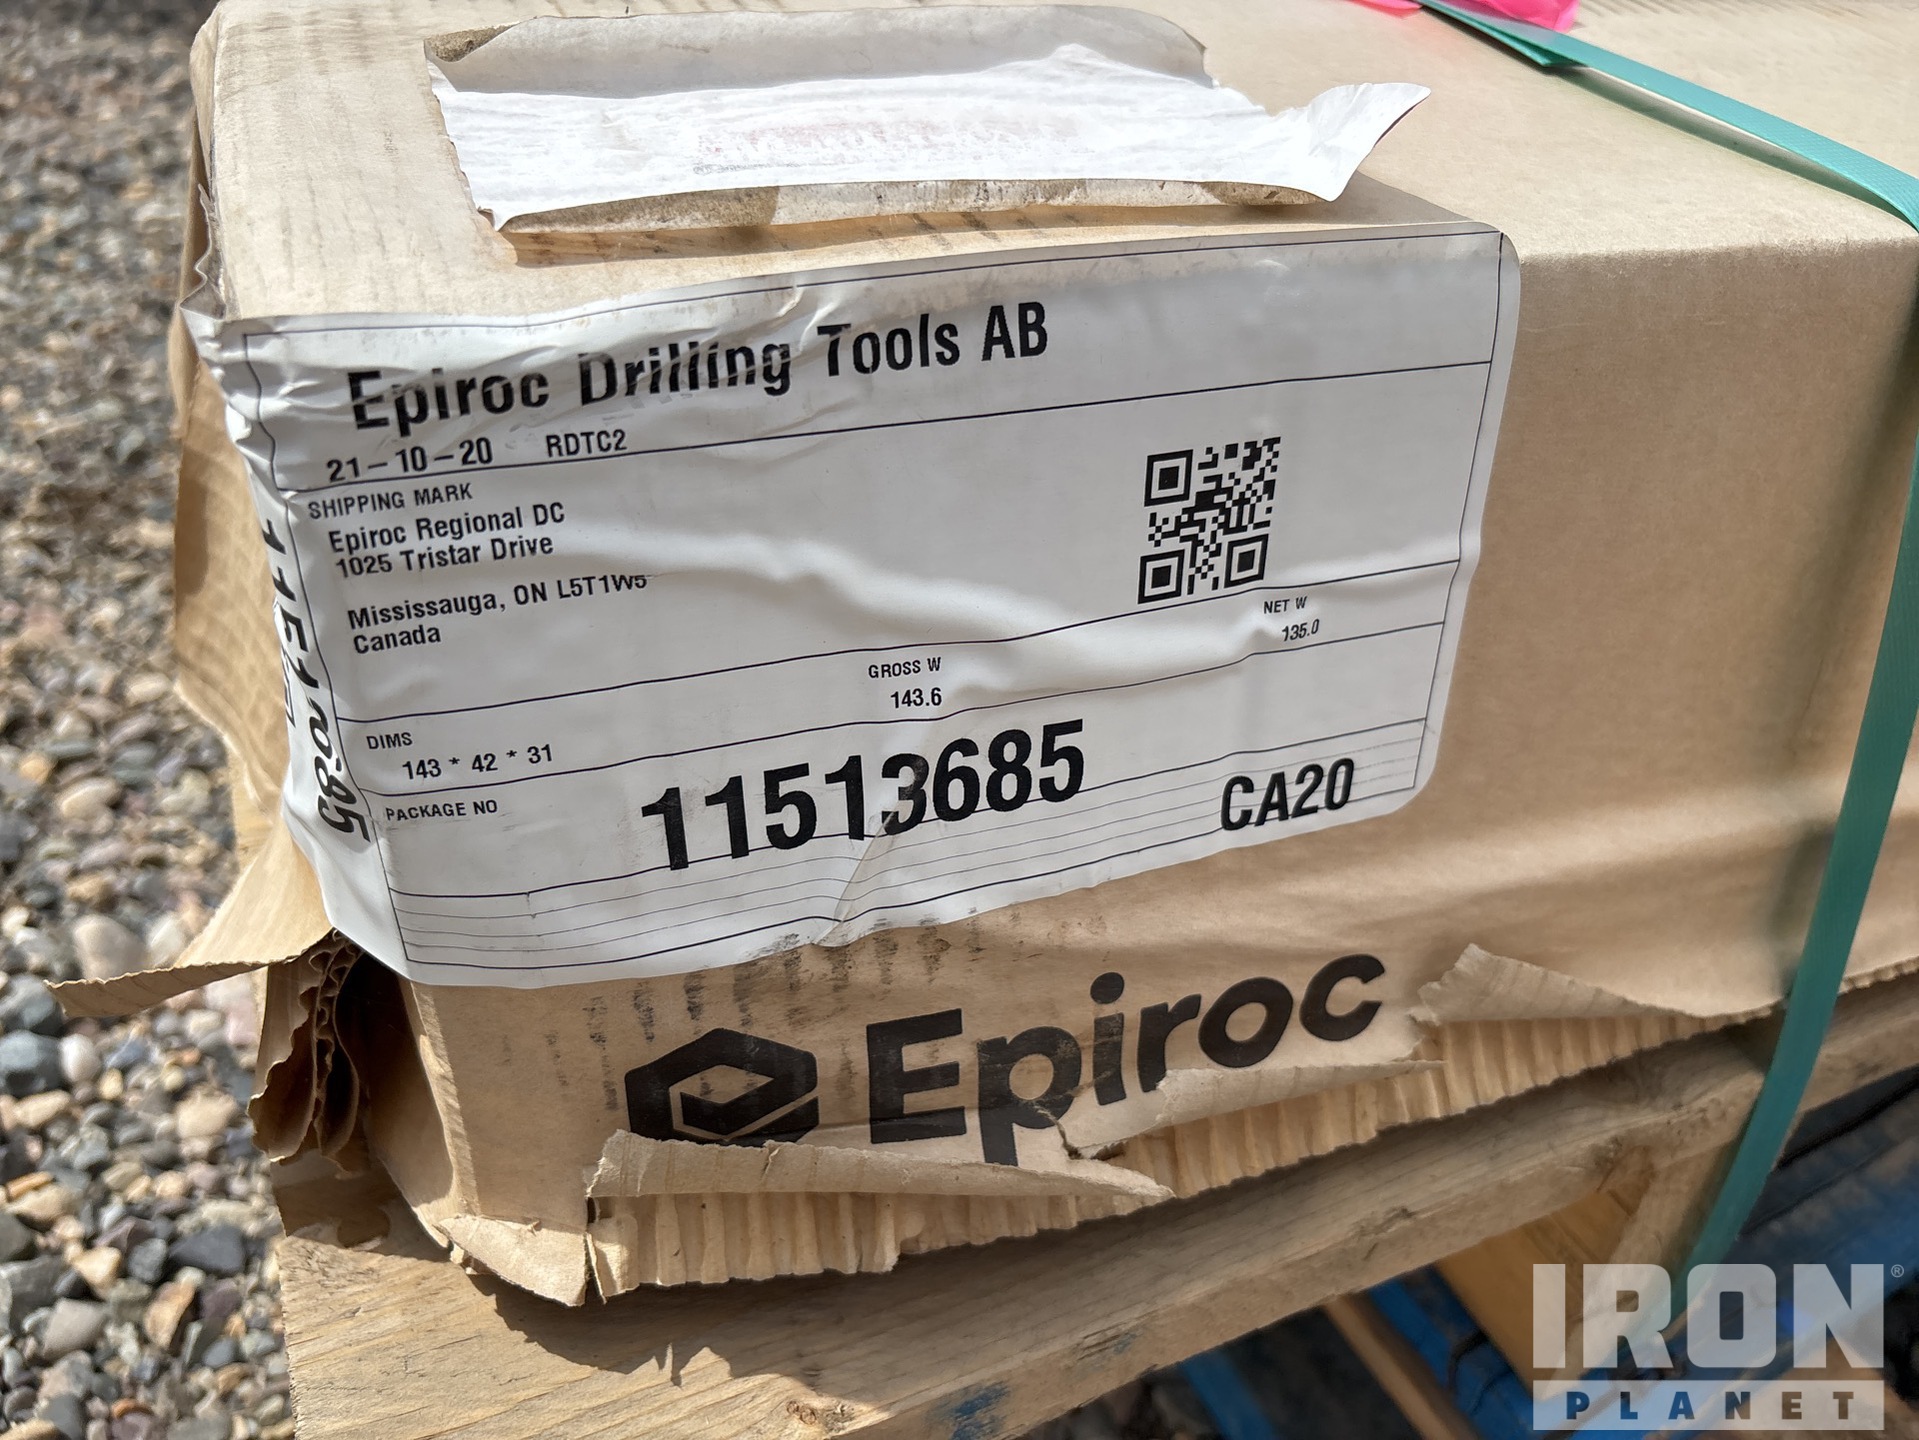 Epiroc Drilling Tools AB
21-10-20 RDTC2
SHIPPING MARK
Epiroc Regional DC
1025 Tristar Drive
Mississauga, ON L5T1W5
Canada
NET W
135.0
GROSS W
143.6
DIMS
143 * 42 * 31
PACKAGE NO
11513685
CA20
Epiroc
IRON®
PLANET